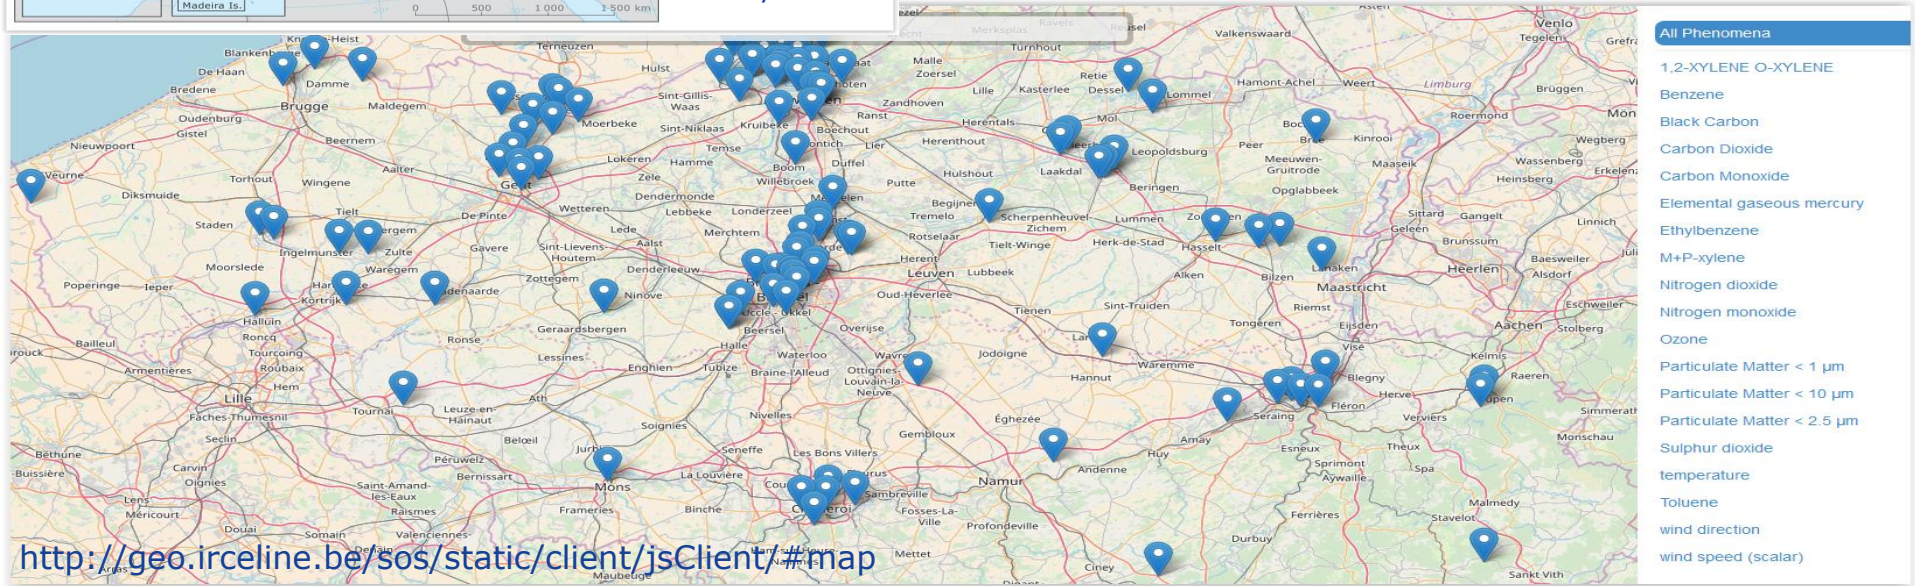 Madeira Is.
0 500 1 000 1 500 km
Ravels
Merksplas
Turnhout
Valkenswaard
Asten
Venlo
Tegelen
Blankenberge
De Haan
Bredene
Damme
Brugge
Oudenburg
Gistel
Maldegem
Beernem
Nieuwpoort
Veurne
Diksmuide
Torhout
Wingene
Aalter
Staden
Tielt
Ingelmunster
Zulte
De Pinte
Gavere
Waregem
Moorslede
Poperinge
Ieper
Kortrijk
Halluin
Roncq
Tourcoing
Roubaix
Hem
Bailleul
Armentières
Lille
Faches-Thumesnil
Seclin
Béthune
Carvin
Oignies
Lens
Méricourt
Douai
Somain
Denain
Valenciennes
Saint-Amand-
les-Eaux
Raismes
Maubeuge
Terneuzen
Hulst
Sint-Gillis-
Waas
Moerbeke
Sint-Niklaas
Kruibeke
Temse
Lokeren
Hamme
Zele
Dendermonde
Wetteren
Lebbeke
Londerzeel
Lede
Aalst
Merchtem
Sint-Lievens-
Houtem
Zottegem
Denderleeuw
Ninove
Geraardsbergen
Ronse
Lessines
Enghien
Halle
Tubize
Beersel
Waterloo
Braine-l'Alleud
Overijse
Ottignies-
Louvain-la-
Neuve
Nivelles
Ath
Leuze-en-
Hainaut
Tournai
Soignies
Belœil
Péruwelz
Bernissart
Mons
Frameries
La Louvière
Binche
Seneffe
Les Bons Villers
Sambreville
Fosses-La-
Ville
Mettet
Gembloux
Éghezée
Namur
Profondeville
Andenne
Ciney
Huy
Amay
Hannut
Jodoigne
Waremme
Tienen
Sint-Truiden
Oud-Heverlee
Leuven
Lubbeek
Herent
Rotselaar
Tielt-Winge
Tremelo
Scherpenheuvel
Zichem
Herk-de-Stad
Lummen
Hasselt
Alken
Bilzen
Riemst
Tongeren
Maastricht
Malle
Zoersel
Zandhoven
Ranst
Boechout
Lier
Duffel
Boom
Willebroek
Putte
Lille
Kasterlee
Retie
Dessel
Lommel
Mol
Herentals
Herenthout
Hulshout
Laakdal
Leopoldsburg
Beringen
Hamont-Achel
Weert
Limburg
Brüggen
Roermond
Peer
Bree
Kinrooi
Maaseik
Meeuwen-
Gruitrode
Opglabbeek
Wegberg
Wassenberg
Heinsberg
Sittard
Geleen
Gangelt
Brunssum
Linnich
Heerlen
Baesweiler
Alsdorf
Eschweiler
Aachen
Stolberg
Eijsden
Visé
Kelmis
Raeren
Blegny
Herve
Fléron
Seraing
Verviers
Esneux
Theux
Spa
Sprimont
Aywaille
Ferrières
Durbuy
Stavelot
Malmedy
Monschau
Sankt Vith
All Phenomena
1,2-XYLENE O-XYLENE
Benzene
Black Carbon
Carbon Dioxide
Carbon Monoxide
Elemental gaseous mercury
Ethylbenzene
M+P-xylene
Nitrogen dioxide
Nitrogen monoxide
Ozone
Particulate Matter < 1 µm
Particulate Matter < 10 µm
Particulate Matter < 2.5 µm
Sulphur dioxide
temperature
Toluene
wind direction
wind speed (scalar)
http://geo.irceline.be/sos/static/client/jsClient/#map